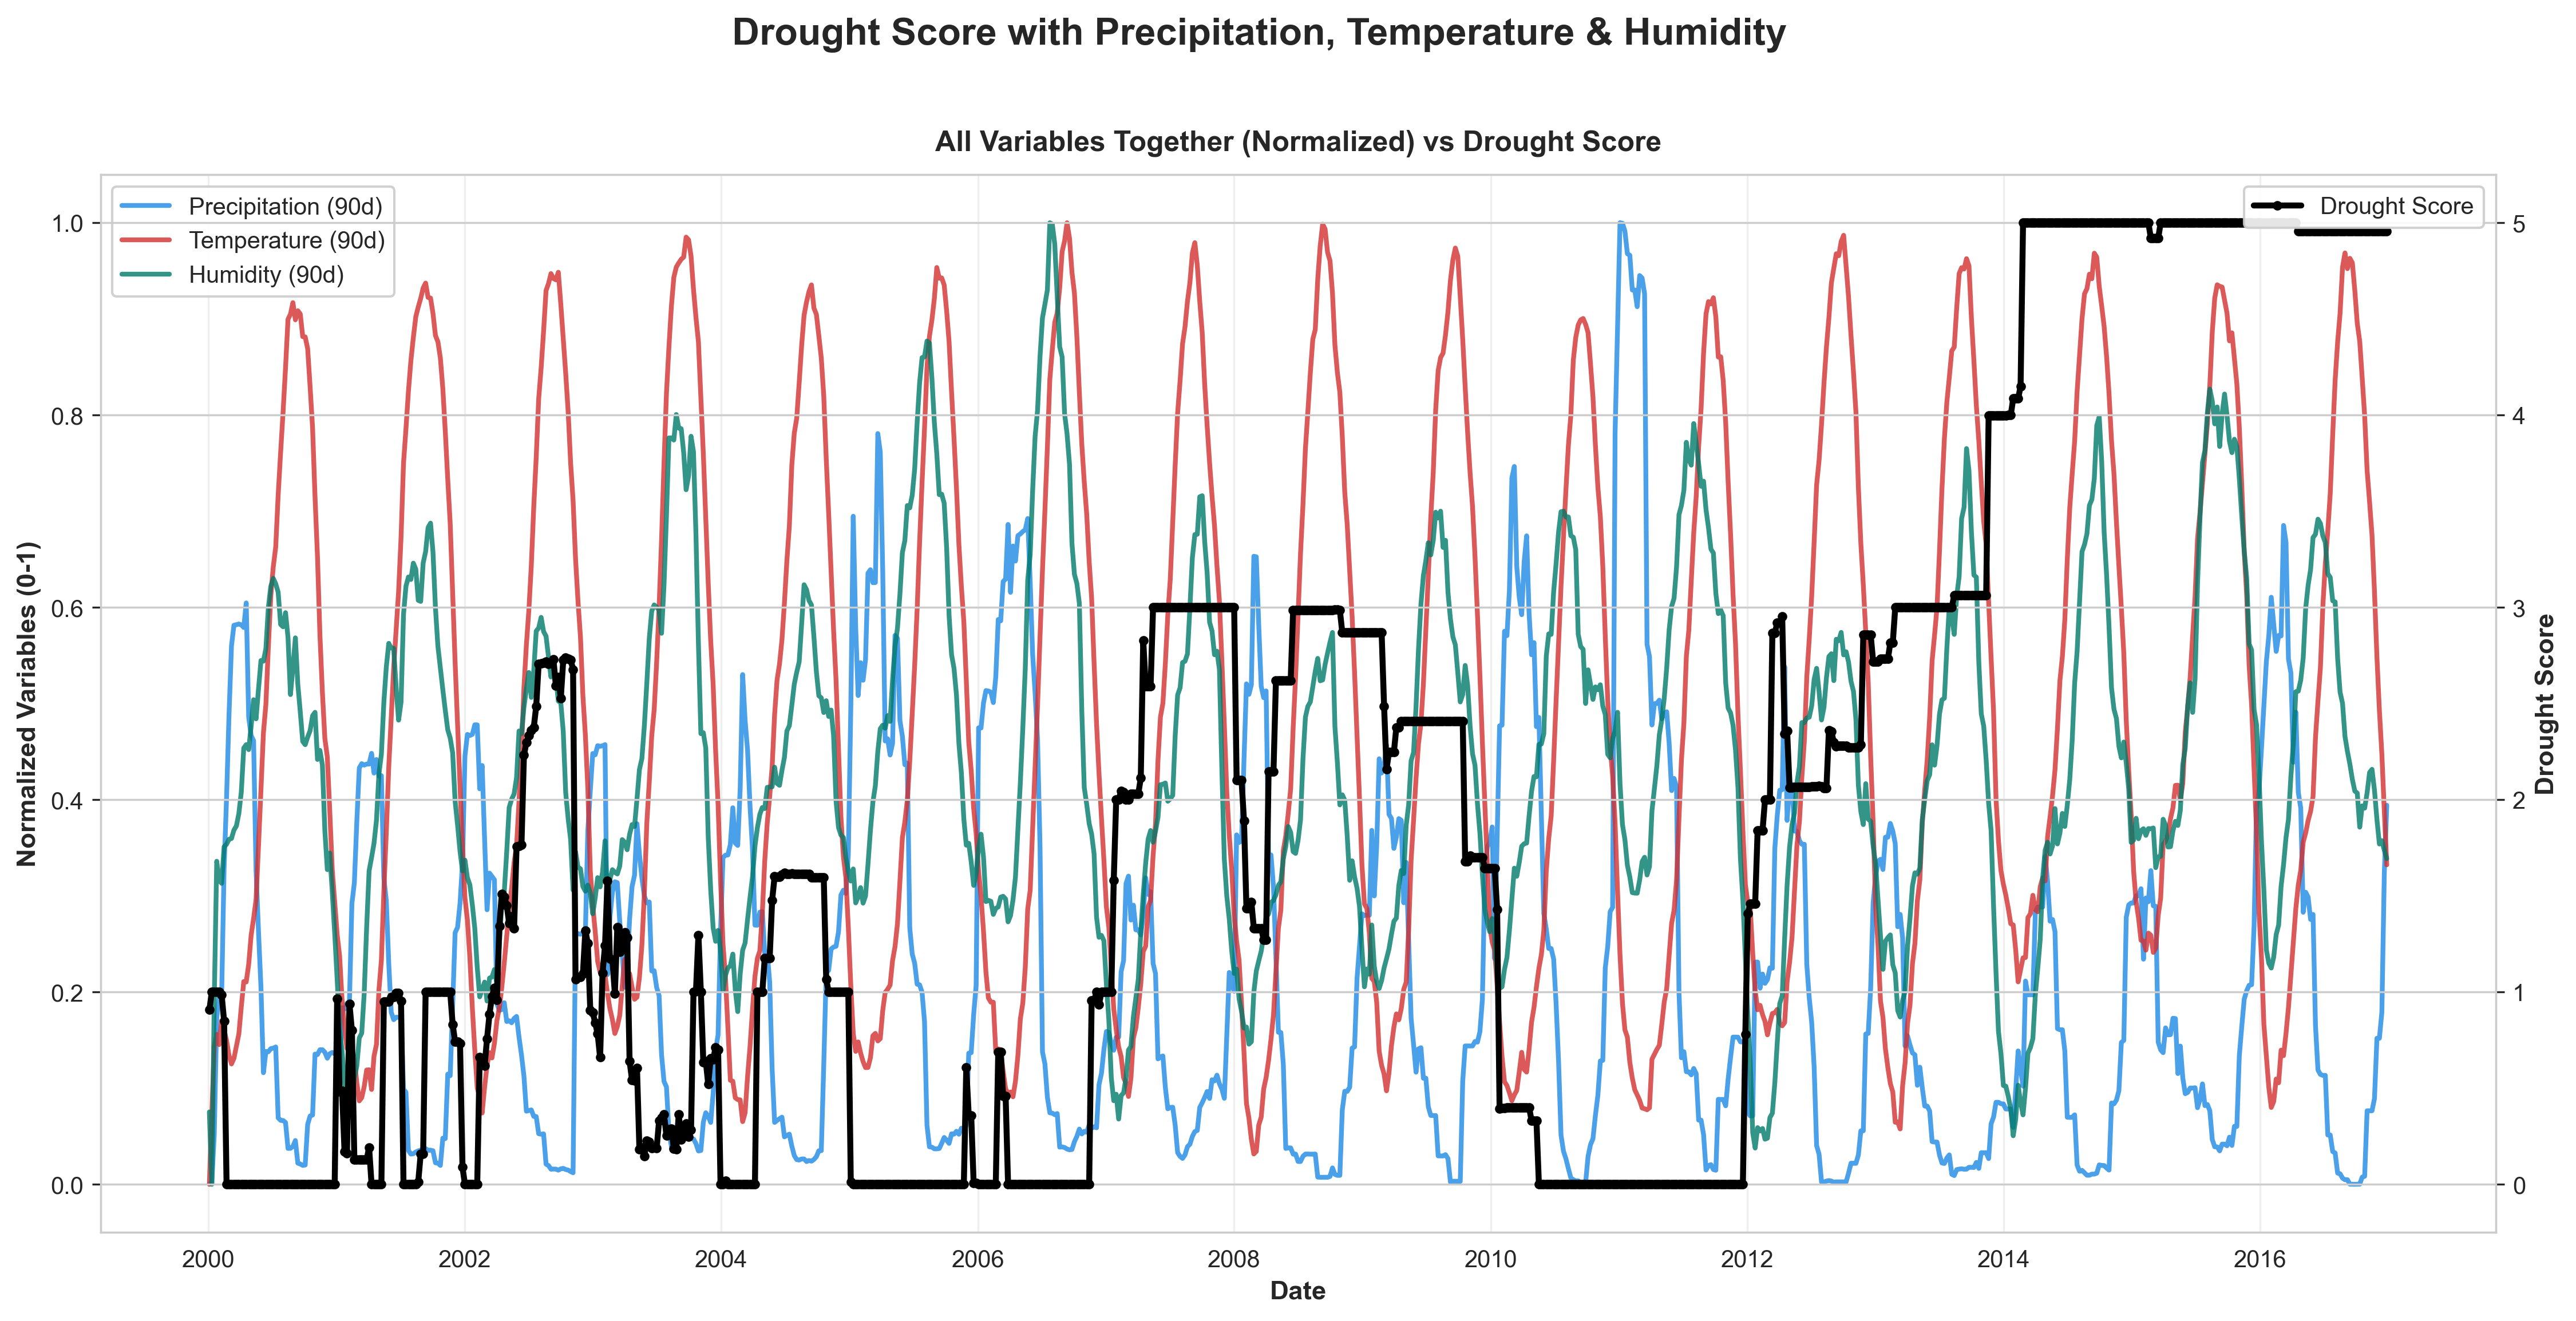 Drought Score with Precipitation, Temperature & Humidity
All Variables Together (Normalized) vs Drought Score
Precipitation (90d)
Temperature (90d)
Humidity (90d)
Drought Score
Normalized Variables (0-1)
1.0
0.8
0.6
0.4
0.2
0.0
5
4
3
2
1
0
Drought Score
2000
2002
2004
2006
2008
2010
2012
2014
2016
Date